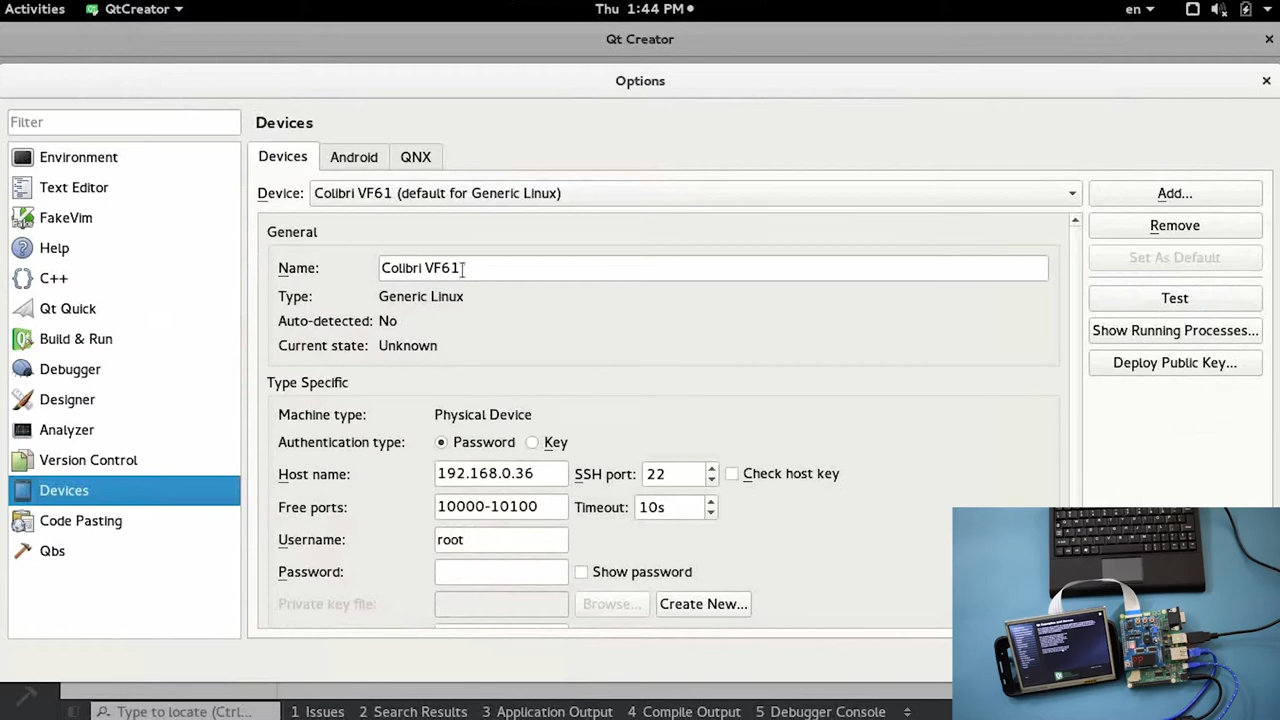 Activities QtCreator Thu 1:44 PM en
Qt Creator
Options
Filter
Environment
Text Editor
FakeVim
Help
C++
Qt Quick
Build & Run
Debugger
Designer
Analyzer
Version Control
Devices
Code Pasting
Qbs
Devices
Devices Android QNX
Device: Colibri VF61 (default for Generic Linux)
General
Name: Colibri VF61
Type: Generic Linux
Auto-detected: No
Current state: Unknown
Type Specific
Machine type: Physical Device
Authentication type: Password Key
Host name: 192.168.0.36 SSH port: 22 Check host key
Free ports: 10000-10100 Timeout: 10s
Username: root
Password: Show password
Private key file: Browse... Create New...
Add...
Remove
Set As Default
Test
Show Running Processes...
Deploy Public Key...
Type to locate (Ctrl... 1 Issues 2 Search Results 3 Application Output 4 Compile Output 5 Debugger Console